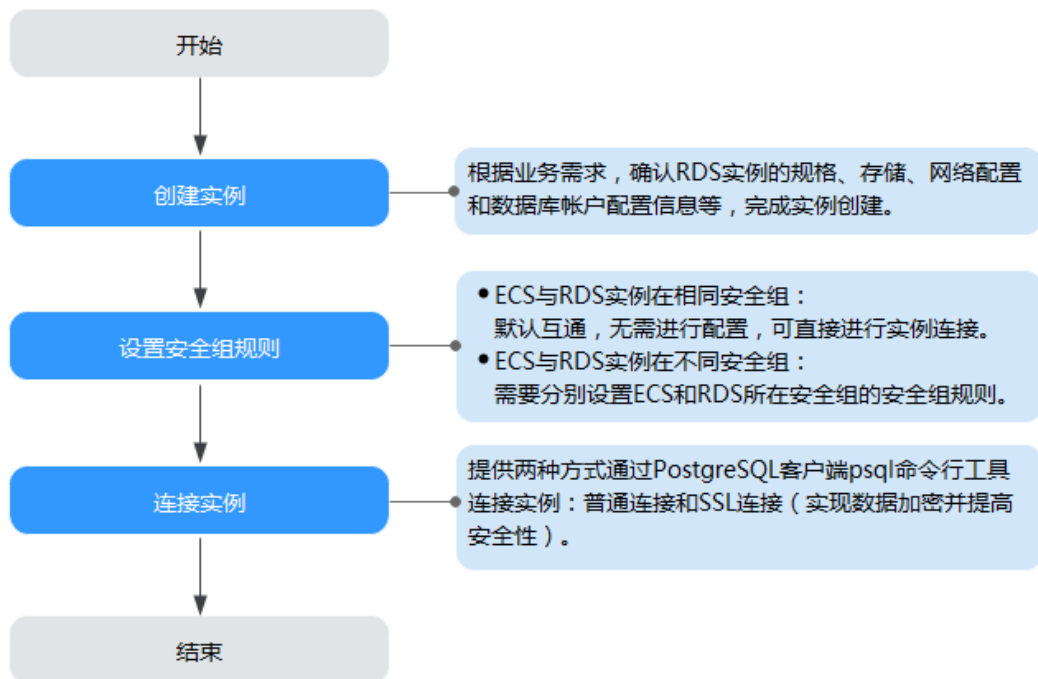 开始
创建实例
根据业务需求，确认RDS实例的规格、存储、网络配置
和数据库帐户配置信息等，完成实例创建。
设置安全组规则
● ECS与RDS实例在相同安全组：
默认互通，无需进行配置，可直接进行实例连接。
● ECS与RDS实例在不同安全组：
需要分别设置ECS和RDS所在安全组的安全组规则。
连接实例
提供两种方式通过PostgreSQL客户端psql命令行工具
连接实例：普通连接和SSL连接（实现数据加密并提高
安全性）。
结束